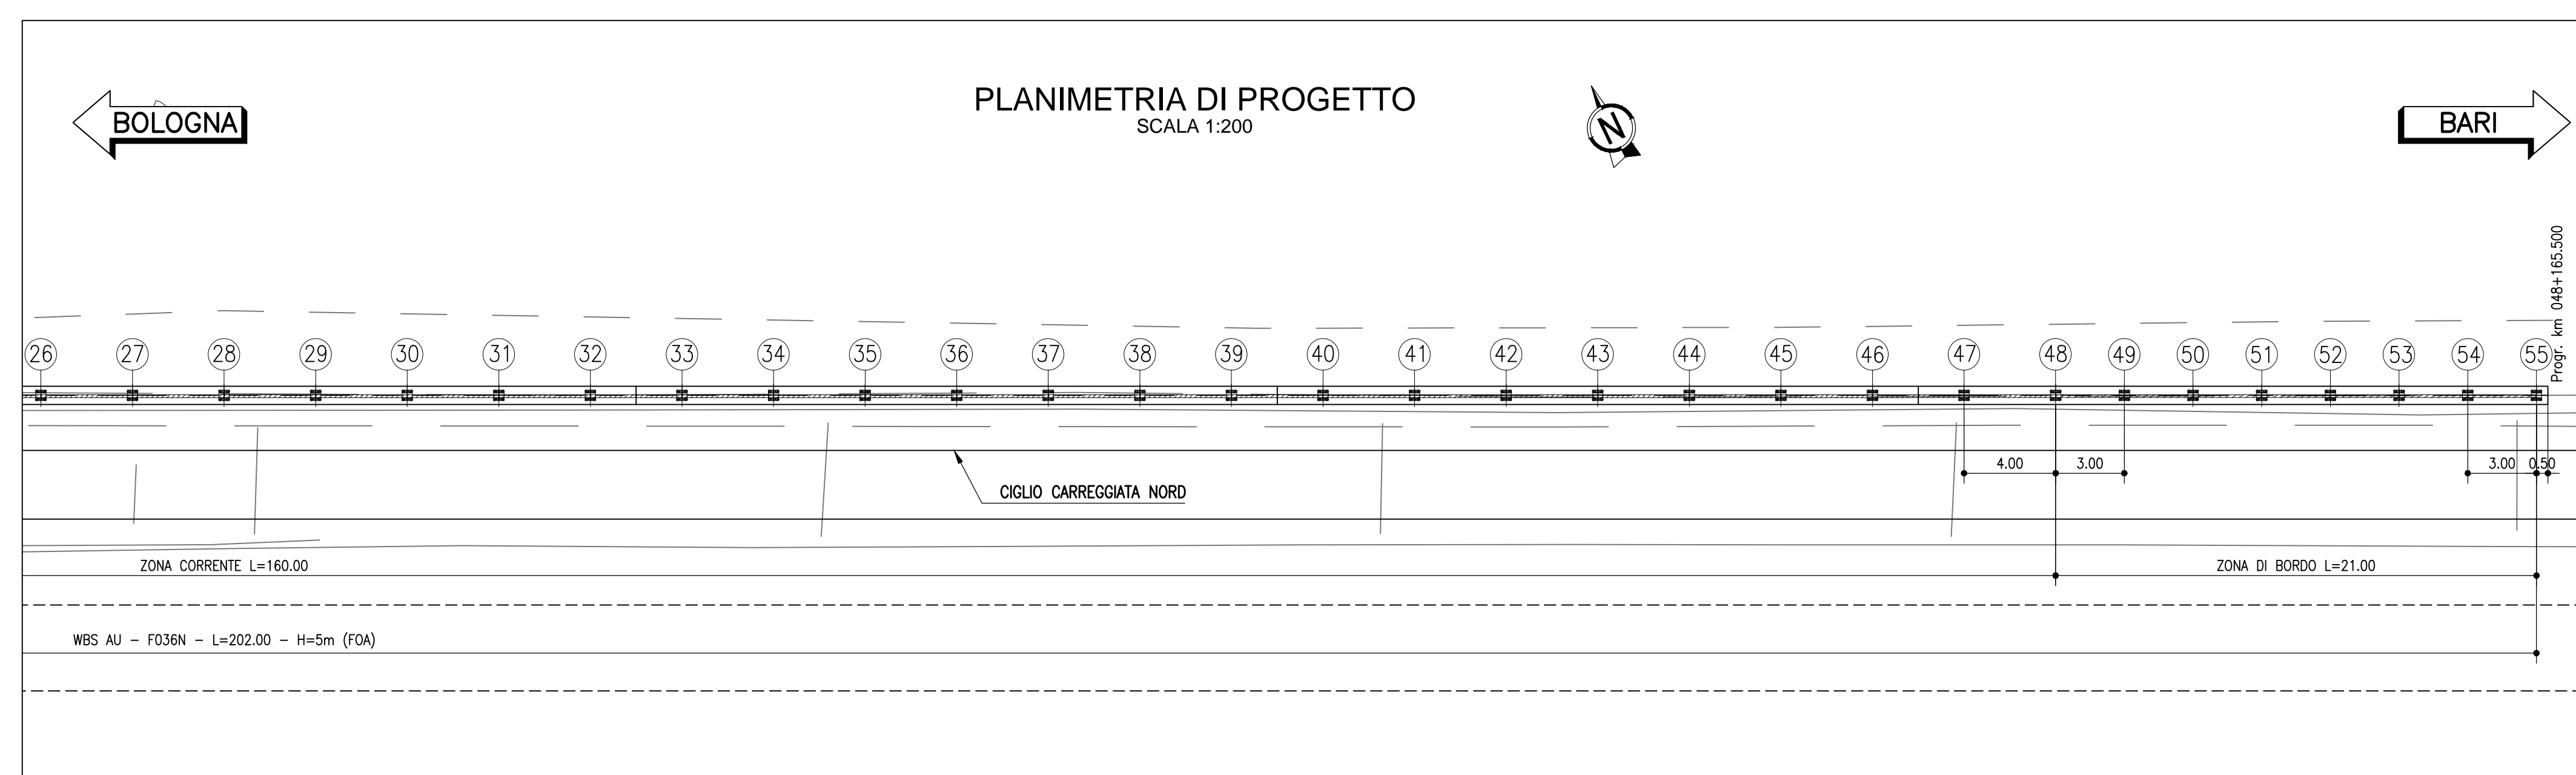 BOLOGNA
PLANIMETRIA DI PROGETTO
SCALA 1:200
N
BARI
Progr. km 048+165.500
26 27 28 29 30 31 32 33 34 35 36 37 38 39 40 41 42 43 44 45 46 47 48 49 50 51 52 53 54 55
4.00 3.00 3.00 0.50
CIGLIO CARREGGIATA NORD
ZONA CORRENTE L=160.00
ZONA DI BORDO L=21.00
WBS AU - F036N - L=202.00 - H=5m (FOA)